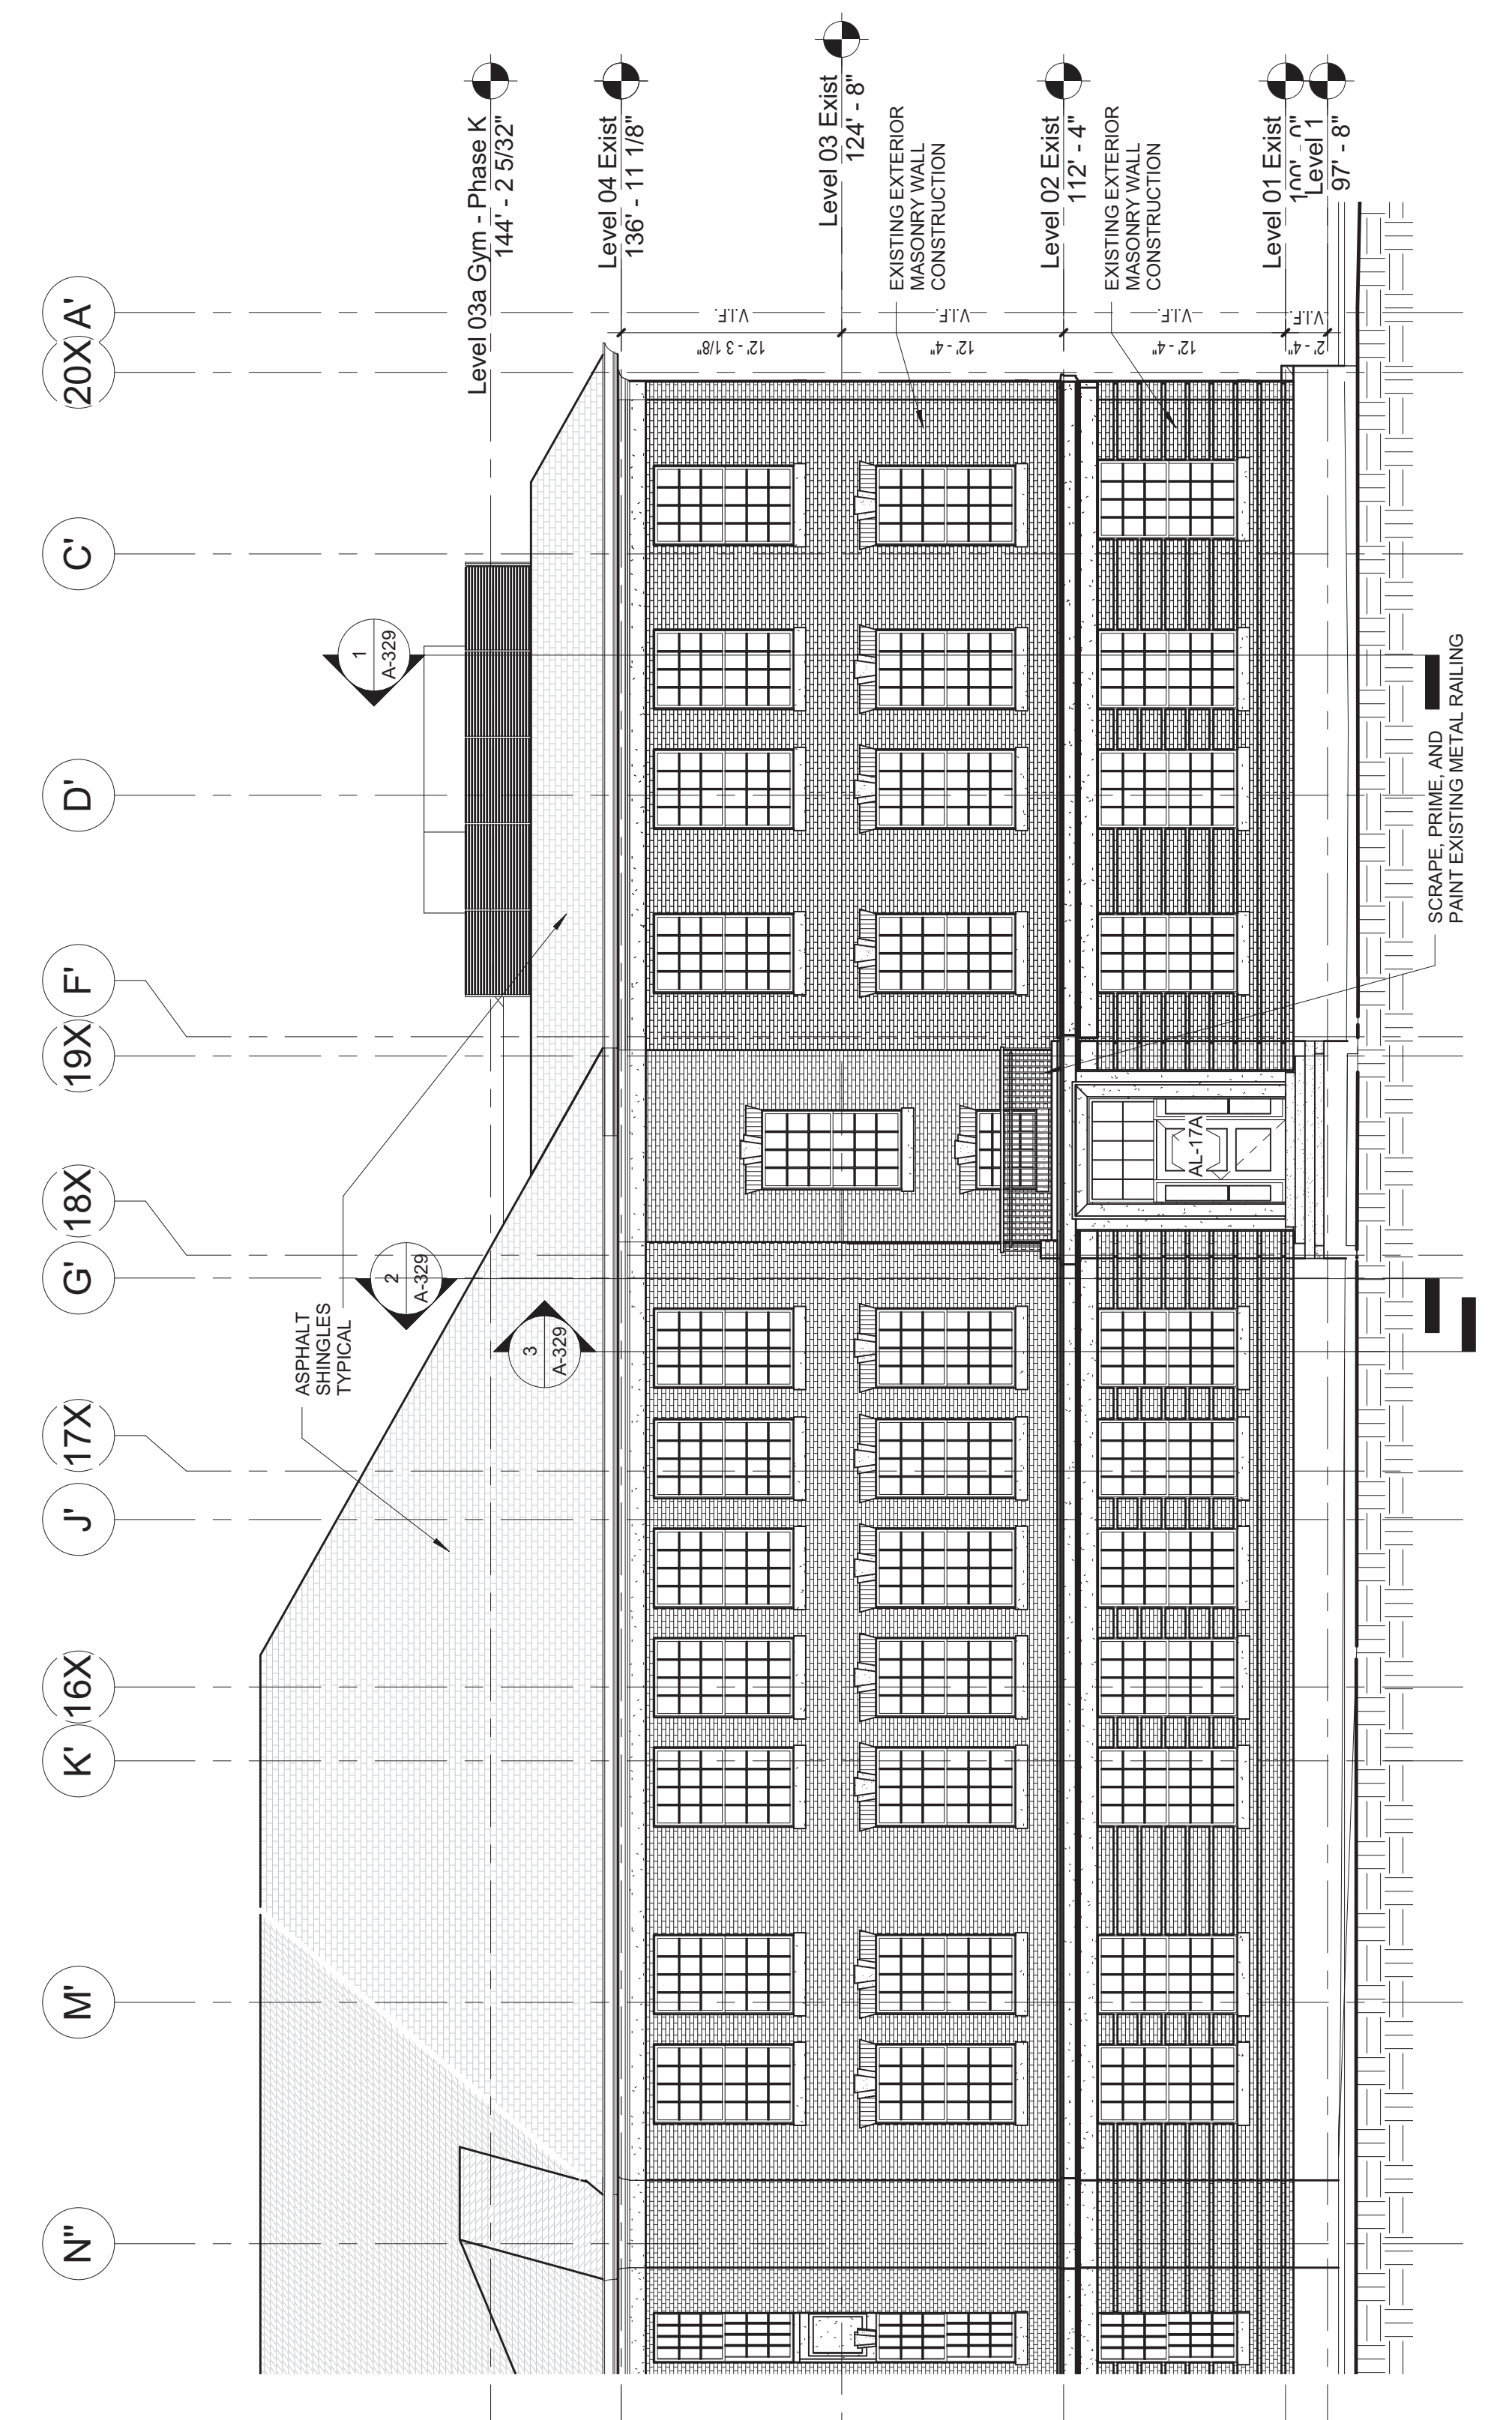 N"
M'
K'
16X
J'
17X
G'
18X
19X
F'
D'
C'
20X
A'
ASPHALT
SHINGLES
TYPICAL
1
A-329
2
A-329
3
A-329
Level 03a Gym - Phase K
144' - 2 5/32"
Level 04 Exist
136' - 11 1/8"
Level 03 Exist
124' - 8"
EXISTING EXTERIOR
MASONRY WALL
CONSTRUCTION
Level 02 Exist
112' - 4"
EXISTING EXTERIOR
MASONRY WALL
CONSTRUCTION
Level 01 Exist
100' - 0"
Level 1
97' - 8"
12' - 3 1/8"
V.I.F.
12' - 4"
V.I.F.
12' - 4"
V.I.F.
2' - 4"
V.I.F.
AL-17A
SCRAPE, PRIME, AND
PAINT EXISTING METAL RAILING